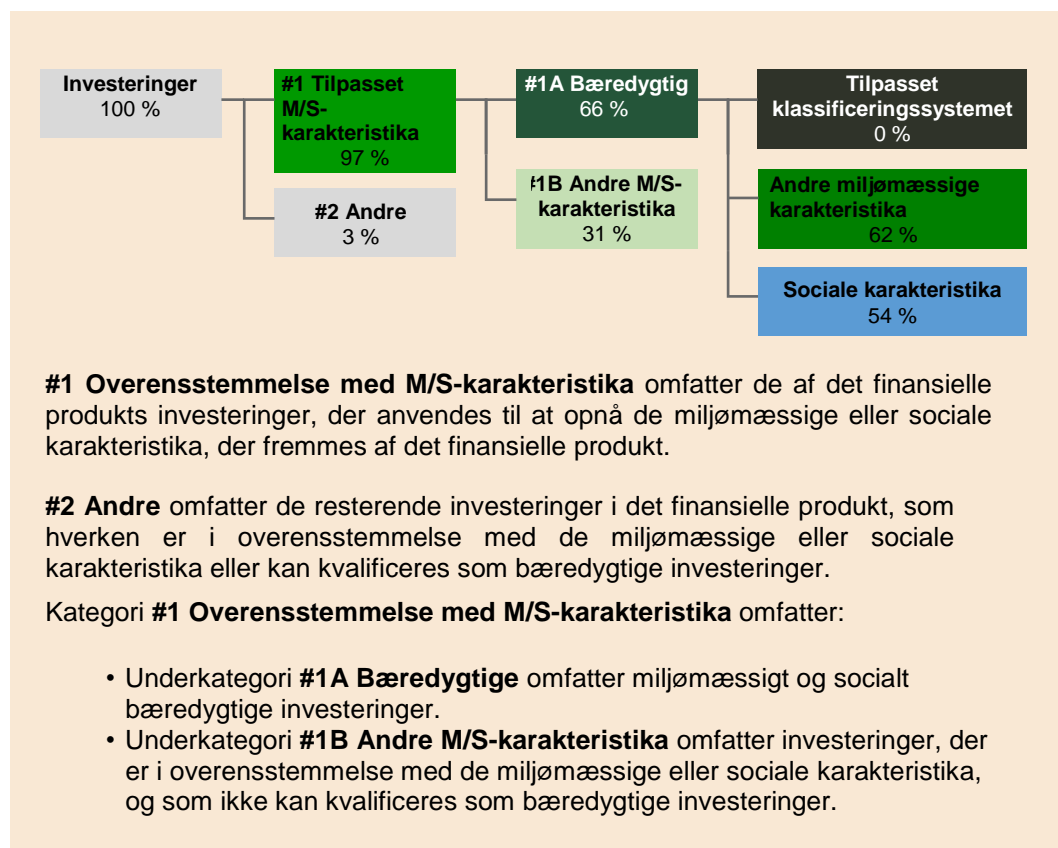 Investeringer
100 %
#1 Tilpasset
M/S-
karakteristika
97 %
#2 Andre
3 %
#1A Bæredygtig
66 %
#1B Andre M/S-
karakteristika
31 %
Tilpasset
klassificeringssystemet
0 %
Andre miljømæssige
karakteristika
62 %
Sociale karakteristika
54 %
#1 Overensstemmelse med M/S-karakteristika omfatter de af det finansielle
produkts investeringer, der anvendes til at opnå de miljømæssige eller sociale
karakteristika, der fremmes af det finansielle produkt.
#2 Andre omfatter de resterende investeringer i det finansielle produkt, som
hverken er i overensstemmelse med de miljømæssige eller sociale
karakteristika eller kan kvalificeres som bæredygtige investeringer.
Kategori #1 Overensstemmelse med M/S-karakteristika omfatter:
• Underkategori #1A Bæredygtige omfatter miljømæssigt og socialt
bæredygtige investeringer.
• Underkategori #1B Andre M/S-karakteristika omfatter investeringer, der
er i overensstemmelse med de miljømæssige eller sociale karakteristika,
og som ikke kan kvalificeres som bæredygtige investeringer.